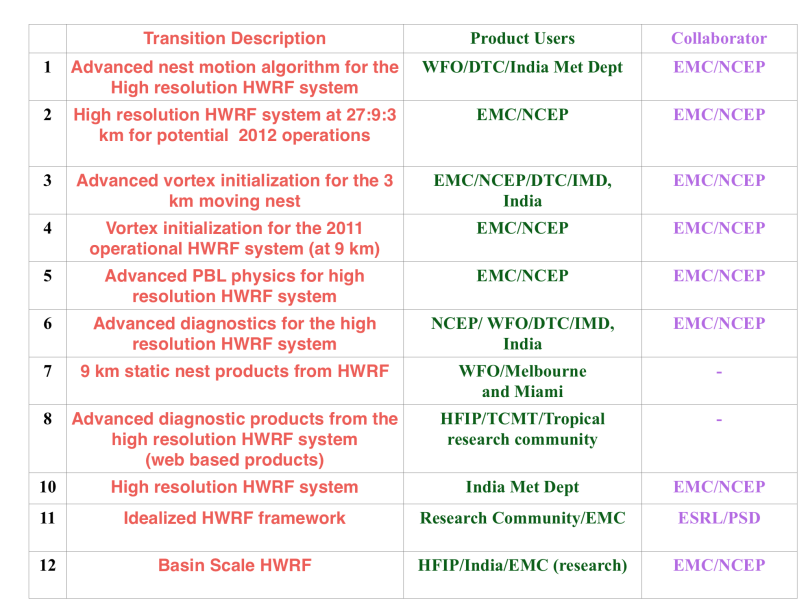 Transition Description Product Users Collaborator
1 Advanced nest motion algorithm for the WFO/DTC/India Met Dept EMC/NCEP
High resolution HWRF system
2 High resolution HWRF system at 27:9:3 EMC/NCEP EMC/NCEP
km for potential 2012 operations
3 Advanced vortex initialization for the 3 EMC/NCEP/DTC/IMD, EMC/NCEP
km moving nest India
4 Vortex initialization for the 2011 EMC/NCEP EMC/NCEP
operational HWRF system (at 9 km)
5 Advanced PBL physics for high EMC/NCEP EMC/NCEP
resolution HWRF system
6 Advanced diagnostics for the high NCEP/ WFO/DTC/IMD, EMC/NCEP
resolution HWRF system India
7 9 km static nest products from HWRF WFO/Melbourne -
and Miami
8 Advanced diagnostic products from the HFIP/TCMT/Tropical -
high resolution HWRF system research community
(web based products)
10 High resolution HWRF system India Met Dept EMC/NCEP
11 Idealized HWRF framework Research Community/EMC ESRL/PSD
12 Basin Scale HWRF HFIP/India/EMC (research) EMC/NCEP